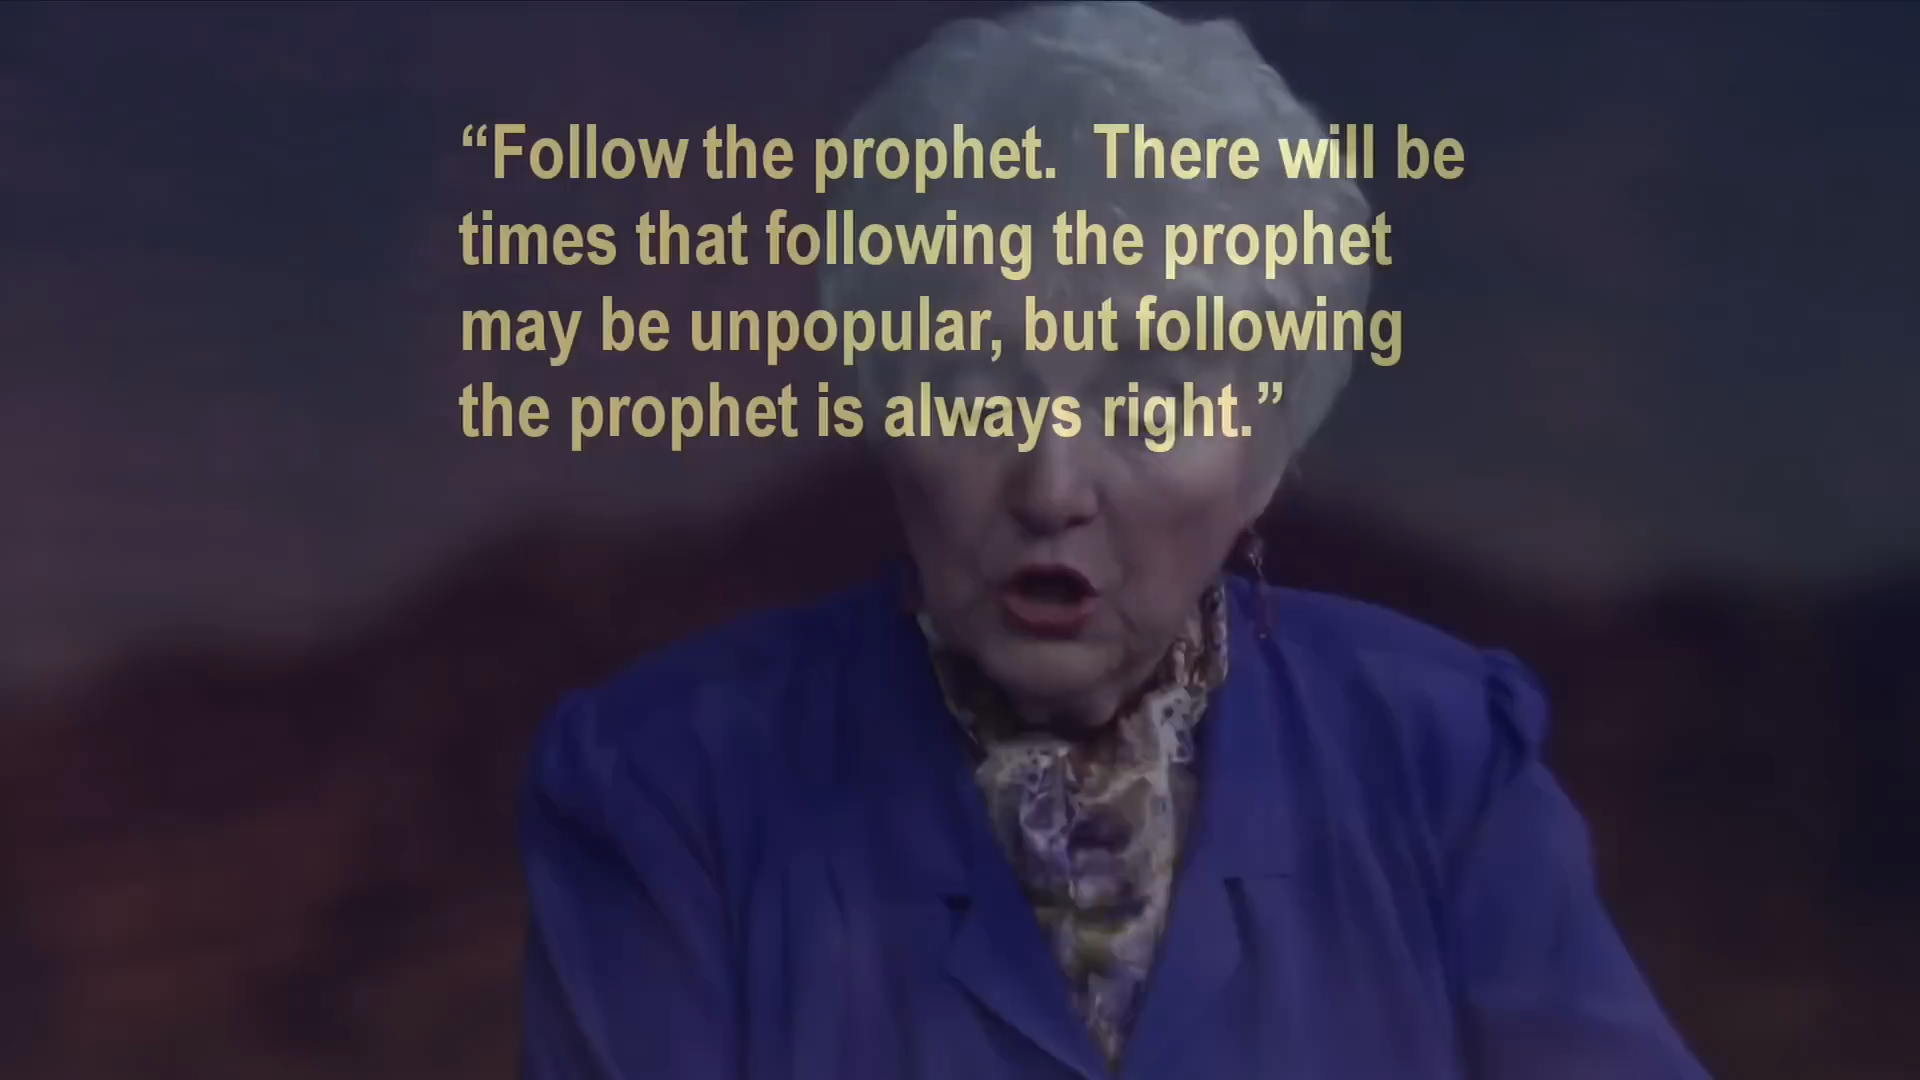 “Follow the prophet.  There will be
times that following the prophet
may be unpopular, but following
the prophet is always right.”